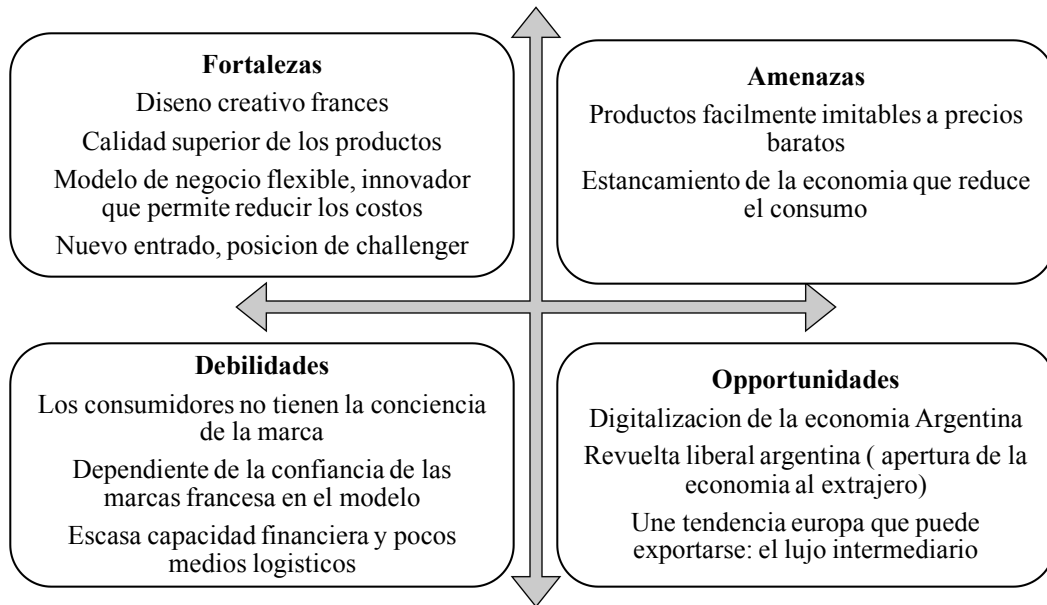 Fortalezas
Diseno creativo frances
Calidad superior de los productos
Modelo de negocio flexible, innovador
que permite reducir los costos
Nuevo entrado, posicion de challenger
Amenazas
Productos facilmente imitables a precios
baratos
Estancamiento de la economia que reduce
el consumo
Debilidades
Los consumidores no tienen la conciencia
de la marca
Dependiente de la confiancia de las
marcas francesa en el modelo
Escasa capacidad financiera y pocos
medios logisticos
Opportunidades
Digitalizacion de la economia Argentina
Revuelta liberal argentina ( apertura de la
economia al extrajero)
Une tendencia europa que puede
exportarse: el lujo intermediario